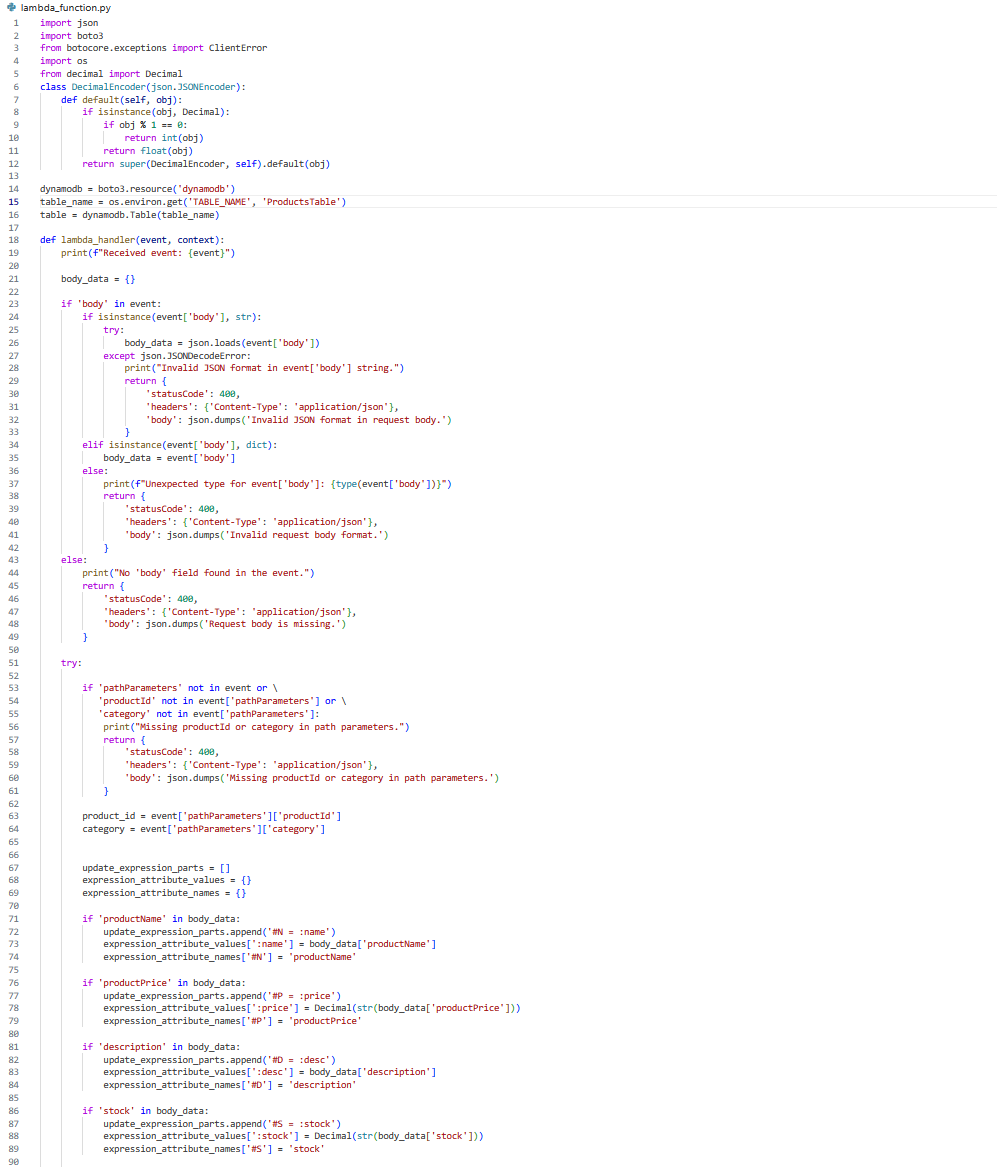 lambda_function.py
1 import json
2 import boto3
3 from botocore.exceptions import ClientError
4 import os
5 from decimal import Decimal
6 class DecimalEncoder(json.JSONEncoder):
7     def default(self, obj):
8         if isinstance(obj, Decimal):
9             if obj % 1 == 0:
10                 return int(obj)
11             return float(obj)
12         return super(DecimalEncoder, self).default(obj)
13
14 dynamodb = boto3.resource('dynamodb')
15 table_name = os.environ.get('TABLE_NAME', 'ProductsTable')
16 table = dynamodb.Table(table_name)
17
18 def lambda_handler(event, context):
19     print(f"Received event: {event}")
20
21     body_data = {}
22
23     if 'body' in event:
24         if isinstance(event['body'], str):
25             try:
26                 body_data = json.loads(event['body'])
27             except json.JSONDecodeError:
28                 print("Invalid JSON format in event['body'] string.")
29                 return {
30                     'statusCode': 400,
31                     'headers': {'Content-Type': 'application/json'},
32                     'body': json.dumps('Invalid JSON format in request body.')
33                 }
34         elif isinstance(event['body'], dict):
35             body_data = event['body']
36         else:
37             print(f"Unexpected type for event['body']: {type(event['body'])}")
38             return {
39                 'statusCode': 400,
40                 'headers': {'Content-Type': 'application/json'},
41                 'body': json.dumps('Invalid request body format.')
42             }
43     else:
44         print("No 'body' field found in the event.")
45         return {
46             'statusCode': 400,
47             'headers': {'Content-Type': 'application/json'},
48             'body': json.dumps('Request body is missing.')
49         }
50
51     try:
52
53         if 'pathParameters' not in event or \
54            'productId' not in event['pathParameters'] or \
55            'category' not in event['pathParameters']:
56             print("Missing productId or category in path parameters.")
57             return {
58                 'statusCode': 400,
59                 'headers': {'Content-Type': 'application/json'},
60                 'body': json.dumps('Missing productId or category in path parameters.')
61             }
62
63         product_id = event['pathParameters']['productId']
64         category = event['pathParameters']['category']
65
66
67         update_expression_parts = []
68         expression_attribute_values = {}
69         expression_attribute_names = {}
70
71         if 'productName' in body_data:
72             update_expression_parts.append('#N = :name')
73             expression_attribute_values[':name'] = body_data['productName']
74             expression_attribute_names['#N'] = 'productName'
75
76         if 'productPrice' in body_data:
77             update_expression_parts.append('#P = :price')
78             expression_attribute_values[':price'] = Decimal(str(body_data['productPrice']))
79             expression_attribute_names['#P'] = 'productPrice'
80
81         if 'description' in body_data:
82             update_expression_parts.append('#D = :desc')
83             expression_attribute_values[':desc'] = body_data['description']
84             expression_attribute_names['#D'] = 'description'
85
86         if 'stock' in body_data:
87             update_expression_parts.append('#S = :stock')
88             expression_attribute_values[':stock'] = Decimal(str(body_data['stock']))
89             expression_attribute_names['#S'] = 'stock'
90